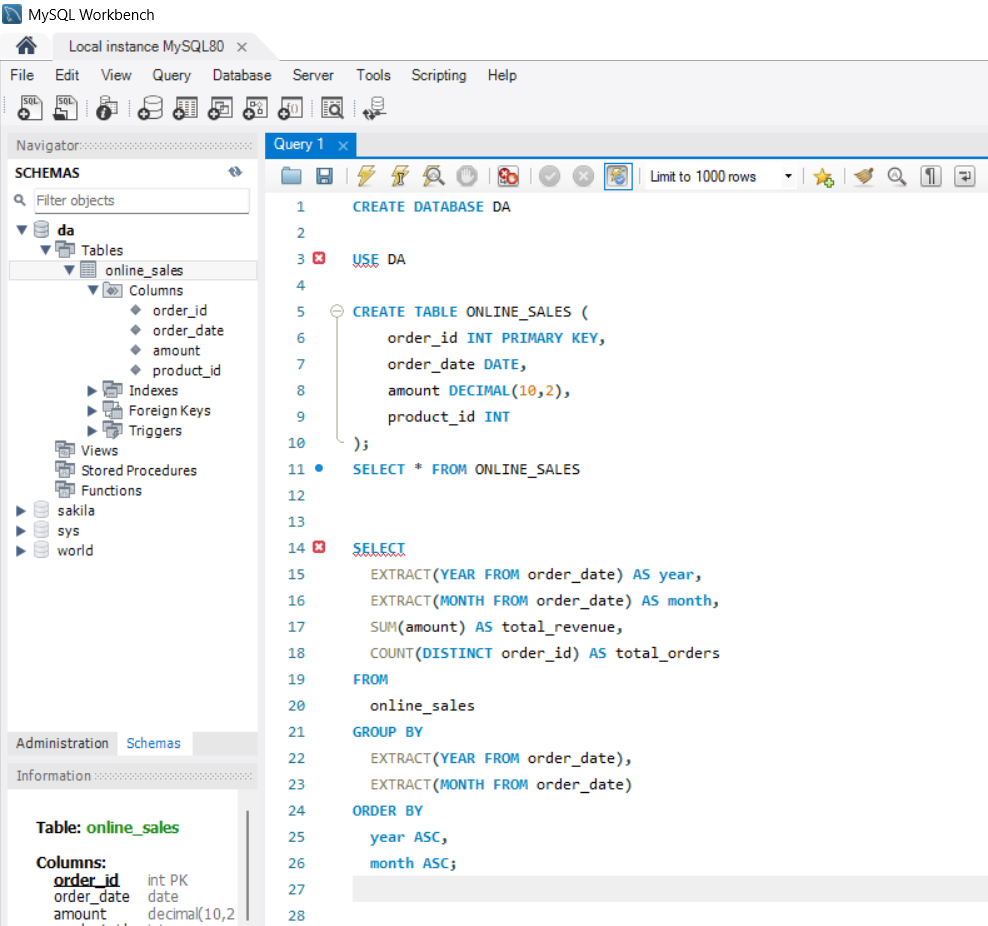 MySQL Workbench
Local instance MySQL80
File Edit View Query Database Server Tools Scripting Help
Navigator
SCHEMAS
Filter objects
da
Tables
online_sales
Columns
order_id
order_date
amount
product_id
Indexes
Foreign Keys
Triggers
Views
Stored Procedures
Functions
sakila
sys
world
Administration Schemas
Information
Table: online_sales
Columns:
order_id int PK
order_date date
amount decimal(10,2
Query 1
Limit to 1000 rows
1 CREATE DATABASE DA
2
3 USE DA
4
5 CREATE TABLE ONLINE_SALES (
6 order_id INT PRIMARY KEY,
7 order_date DATE,
8 amount DECIMAL(10,2),
9 product_id INT
10 );
11 SELECT * FROM ONLINE_SALES
12
13
14 SELECT
15 EXTRACT(YEAR FROM order_date) AS year,
16 EXTRACT(MONTH FROM order_date) AS month,
17 SUM(amount) AS total_revenue,
18 COUNT(DISTINCT order_id) AS total_orders
19 FROM
20 online_sales
21 GROUP BY
22 EXTRACT(YEAR FROM order_date),
23 EXTRACT(MONTH FROM order_date)
24 ORDER BY
25 year ASC,
26 month ASC;
27
28